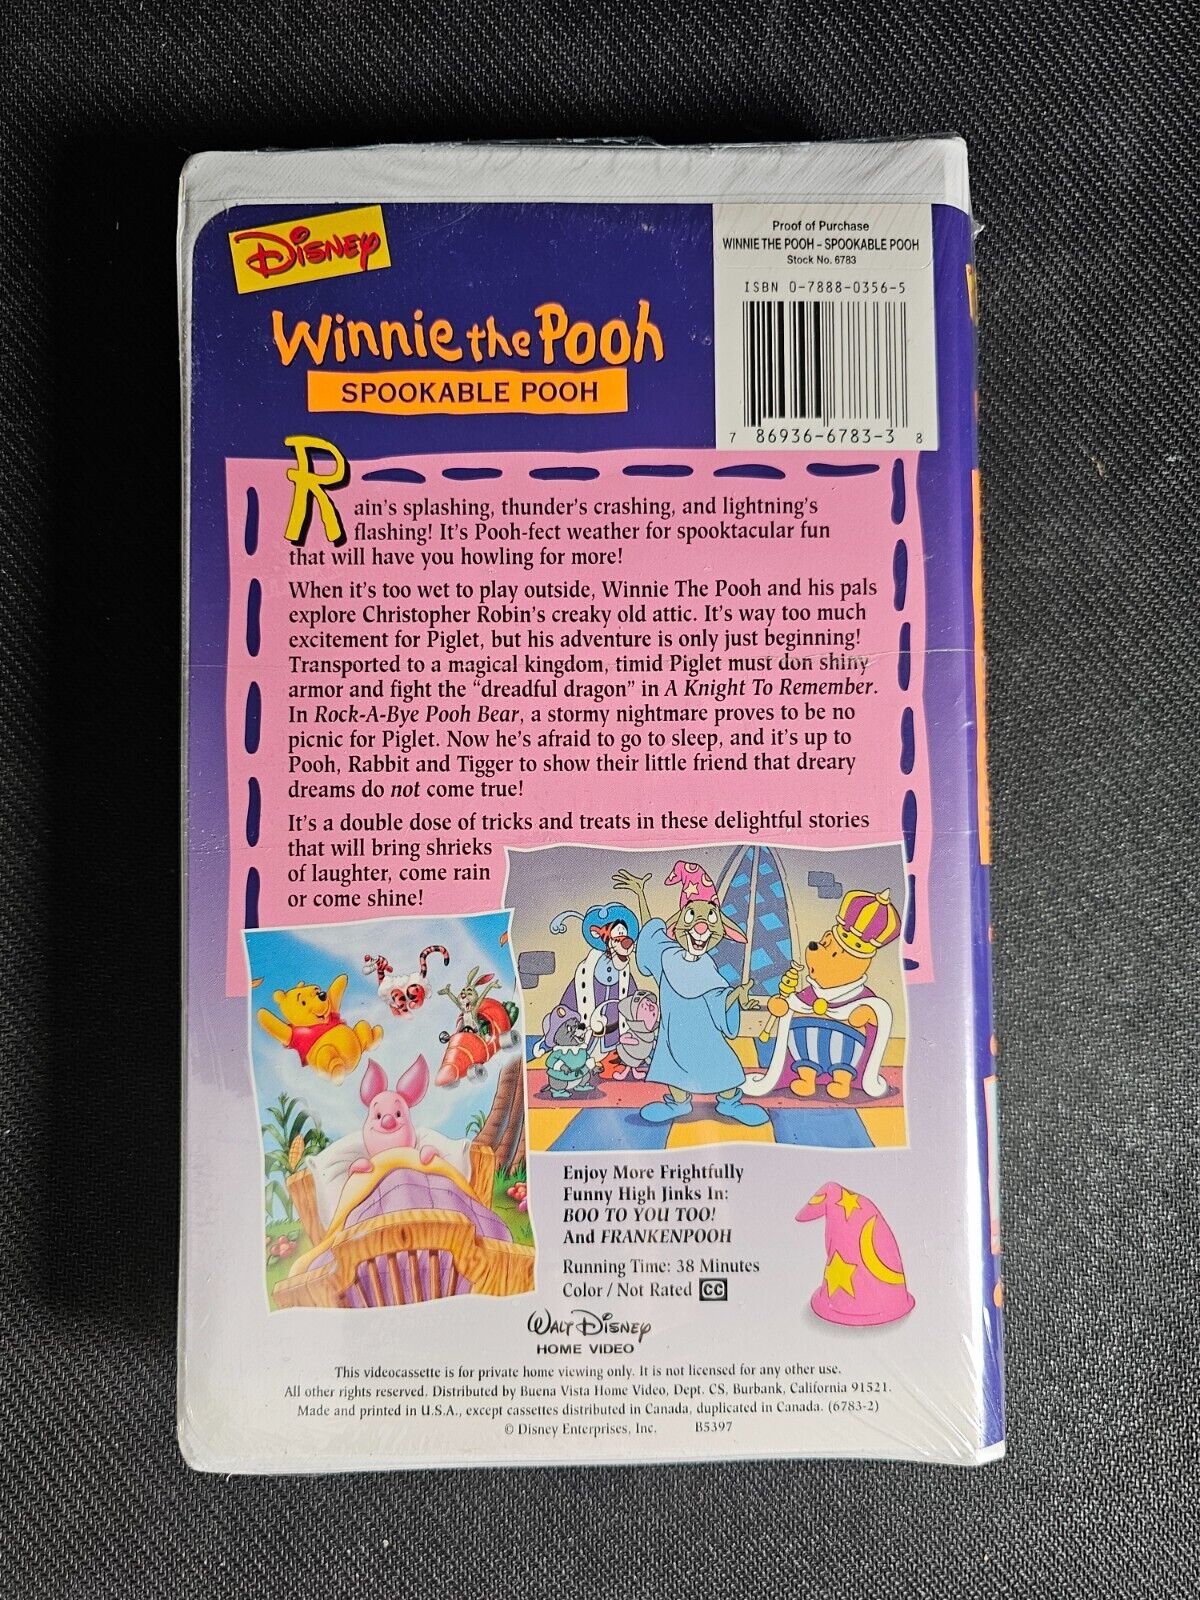 Disney
Proof of Purchase
WINNIE THE POOH – SPOOKABLE POOH
Stock No. 6783
ISBN 0-7888-0356-5
7 86936-6783-3 8
Winnie the Pooh
SPOOKABLE POOH
Rain's splashing, thunder's crashing, and lightning's
flashing! It's Pooh-fect weather for spooktacular fun
that will have you howling for more!
When it's too wet to play outside, Winnie The Pooh and his pals
explore Christopher Robin's creaky old attic. It's way too much
excitement for Piglet, but his adventure is only just beginning!
Transported to a magical kingdom, timid Piglet must don shiny
armor and fight the “dreadful dragon” in A Knight To Remember.
In Rock-A-Bye Pooh Bear, a stormy nightmare proves to be no
picnic for Piglet. Now he's afraid to go to sleep, and it's up to
Pooh, Rabbit and Tigger to show their little friend that dreary
dreams do not come true!
It's a double dose of tricks and treats in these delightful stories
that will bring shrieks
of laughter, come rain
or come shine!
Enjoy More Frightfully
Funny High Jinks In:
BOO TO YOU TOO!
And FRANKENPOOH
Running Time: 38 Minutes
Color / Not Rated CC
WALT DISNEY
HOME VIDEO
This videocassette is for private home viewing only. It is not licensed for any other use.
All other rights reserved. Distributed by Buena Vista Home Video, Dept. CS, Burbank, California 91521.
Made and printed in U.S.A., except cassettes distributed in Canada, duplicated in Canada. (6783-2)
© Disney Enterprises, Inc. B5397